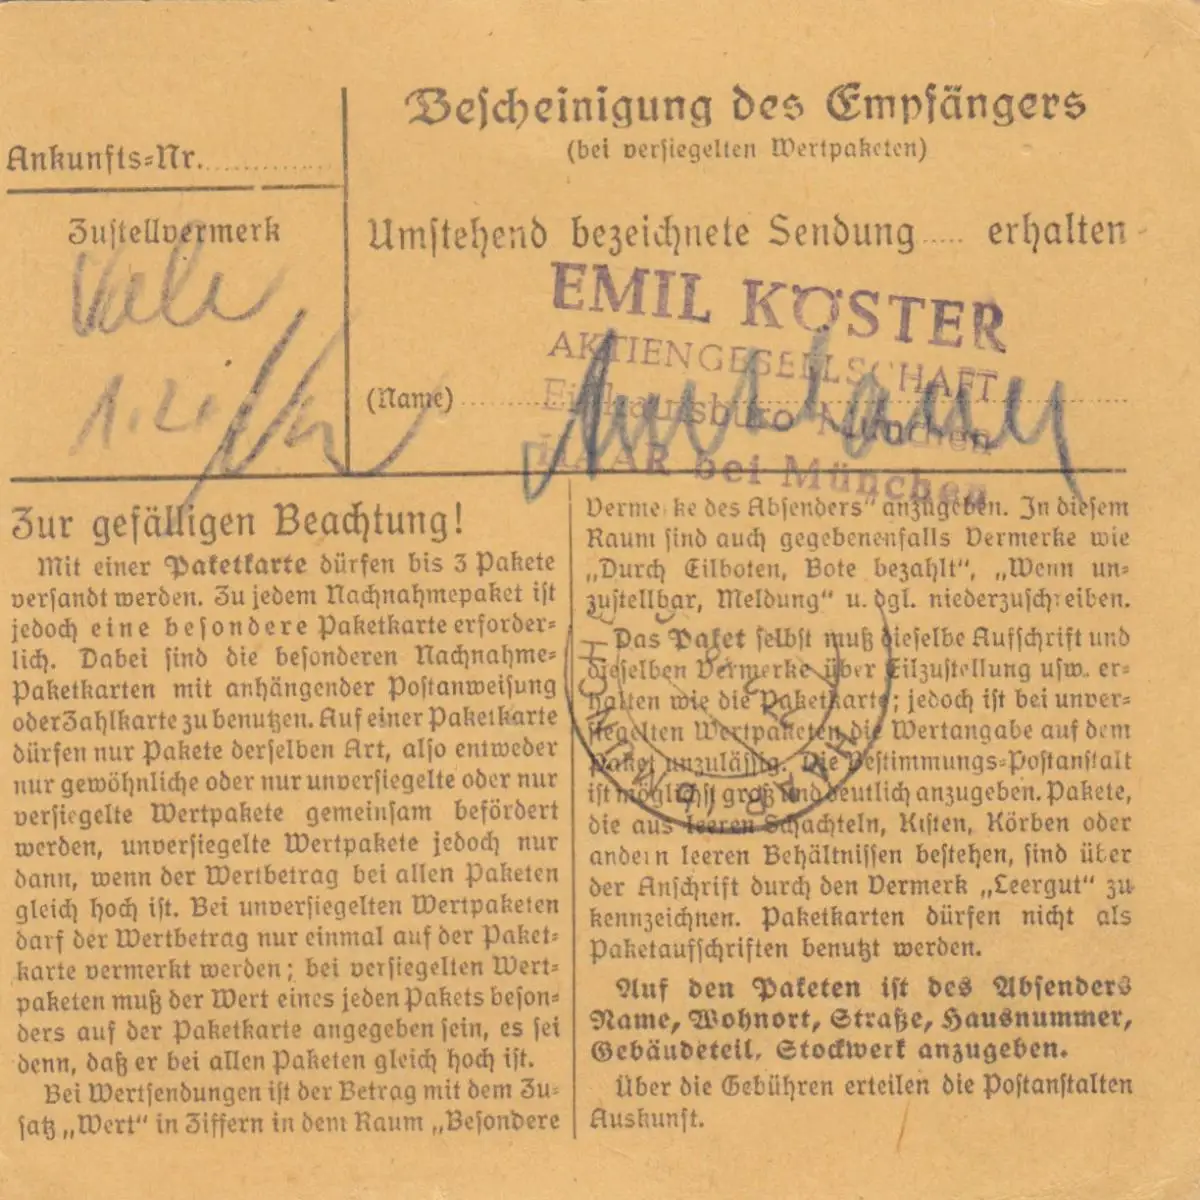 Bescheinigung des Empfängers
(bei versiegelten Wertpaketen)
Ankunfts-Nr.
Zustellvermerk
Umstehend bezeichnete Sendung erhalten
EMIL KÖSTER
AKTIENGESELLSCHAFT
Einkaufsbüro München
HAAR bei München
(Name)
Zur gefälligen Beachtung!
Mit einer Paketkarte dürfen bis 3 Pakete
versandt werden. Zu jedem Nachnahmepaket ist
jedoch eine besondere Paketkarte erforder-
lich. Dabei sind die besonderen Nachnahme-
Paketkarten mit anhängender Postanweisung
oder Zahlkarte zu benutzen. Auf einer Paketkarte
dürfen nur Pakete derselben Art, also entweder
nur gewöhnliche oder nur unversiegelte oder nur
versiegelte Wertpakete gemeinsam befördert
werden, unversiegelte Wertpakete jedoch nur
dann, wenn der Wertbetrag bei allen Paketen
gleich hoch ist. Bei unversiegelten Wertpaketen
darf der Wertbetrag nur einmal auf der Paket-
karte vermerkt werden; bei versiegelten Wert-
paketen muß der Wert eines jeden Pakets beson-
ders auf der Paketkarte angegeben sein, es sei
denn, daß er bei allen Paketen gleich hoch ist.
Bei Wertsendungen ist der Betrag mit dem Zu-
satz „Wert“ in Ziffern in dem Raum „Besondere
Vermerke des Absenders“ anzugeben. In diesem
Raum sind auch gegebenenfalls Vermerke wie
„Durch Eilboten, Bote bezahlt“, „Wenn un-
zustellbar, Meldung“ u. dgl. niederzuschreiben.
Das Paket selbst muß dieselbe Aufschrift und
dieselben Vermerke über Eilzustellung usw. er-
halten wie die Paketkarte; jedoch ist bei unver-
siegelten Wertpaketen die Wertangabe auf dem
Paket unzulässig. Die Bestimmungs-Postanstalt
ist möglichst groß und deutlich anzugeben. Pakete,
die aus leeren Schachteln, Kisten, Körben oder
andern leeren Behältnissen bestehen, sind über
der Anschrift durch den Vermerk „Leergut“ zu
kennzeichnen. Paketkarten dürfen nicht als
Paketaufschriften benutzt werden.
Auf den Paketen ist des Absenders
Name, Wohnort, Straße, Hausnummer,
Gebäudeteil, Stockwerk anzugeben.
Über die Gebühren erteilen die Postanstalten
Auskunft.